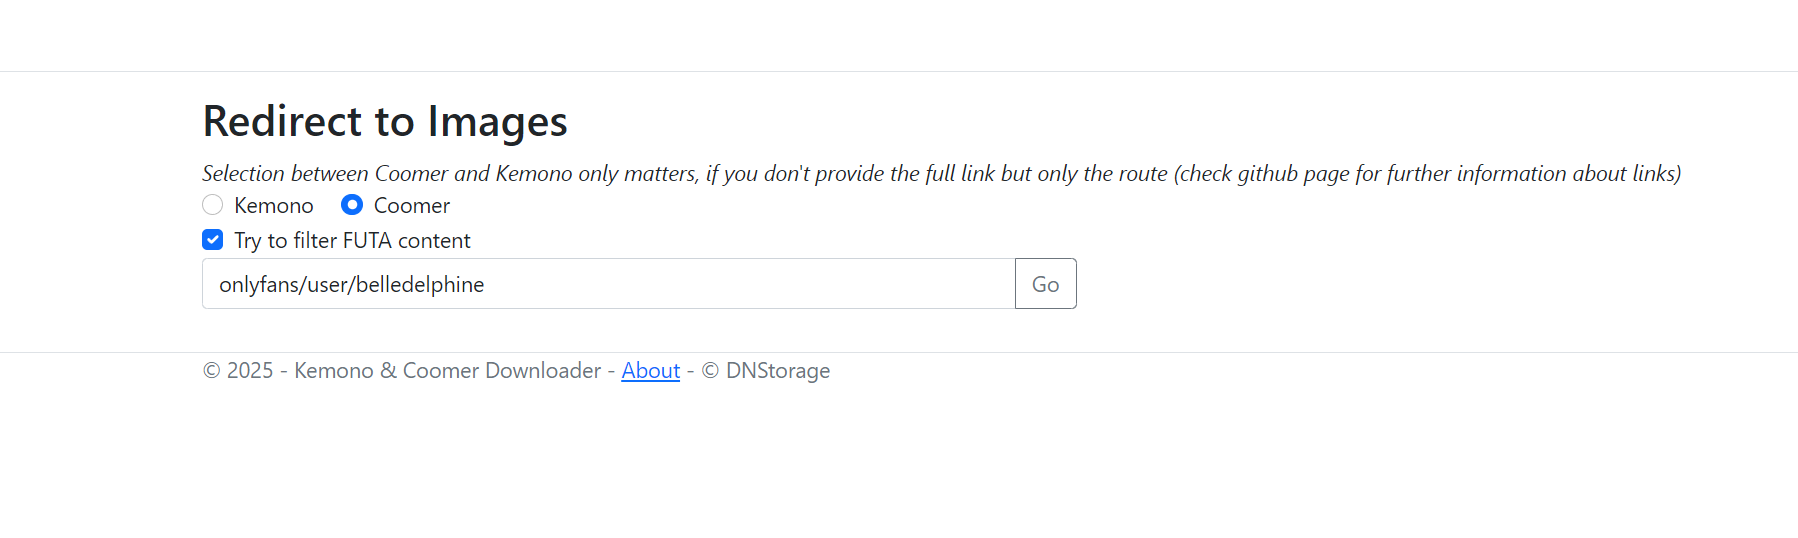 Redirect to Images
Selection between Coomer and Kemono only matters, if you don't provide the full link but only the route (check github page for further information about links)
Kemono Coomer
Try to filter FUTA content
onlyfans/user/belledelphine Go
© 2025 - Kemono & Coomer Downloader - About - © DNStorage